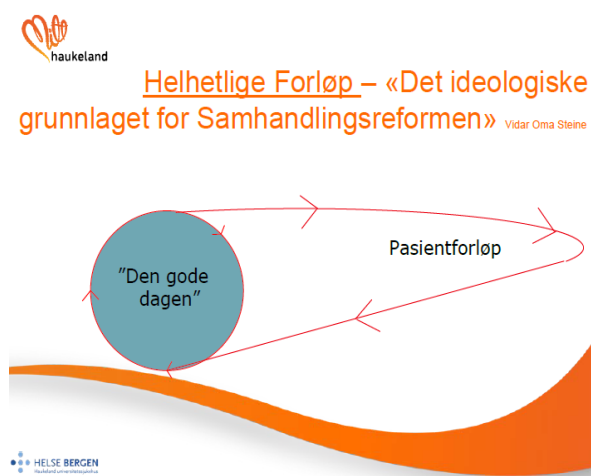 Mitt
haukeland
Helhetlige Forløp – «Det ideologiske
grunnlaget for Samhandlingsreformen» Vidar Oma Steine
"Den gode
dagen"
Pasientforløp
HELSE BERGEN
Haukeland universitetssjukehus